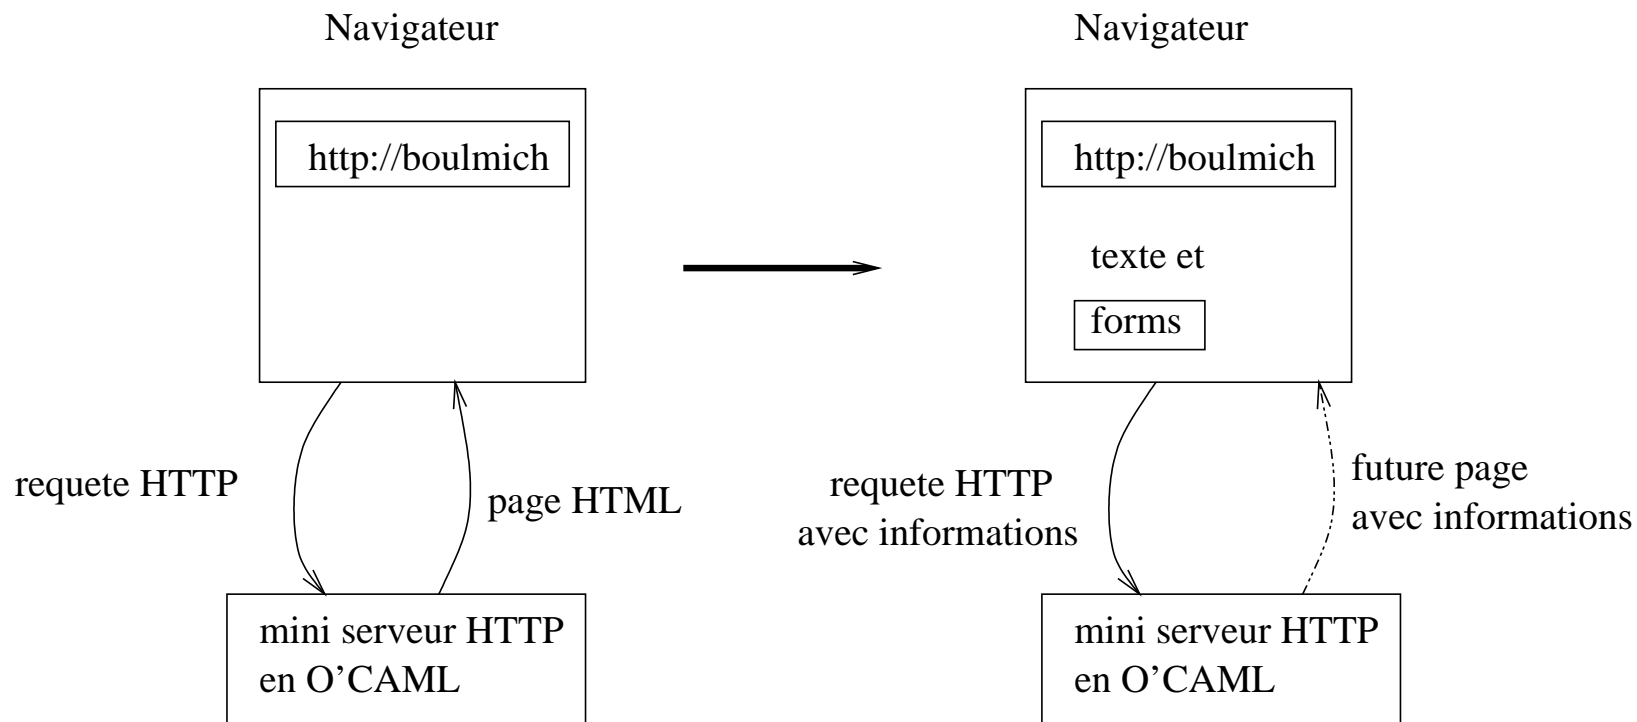 Navigateur
http://boulmich
requete HTTP
page HTML
mini serveur HTTP
en O'CAML
Navigateur
http://boulmich
texte et
forms
requete HTTP
avec informations
future page
avec informations
mini serveur HTTP
en O'CAML